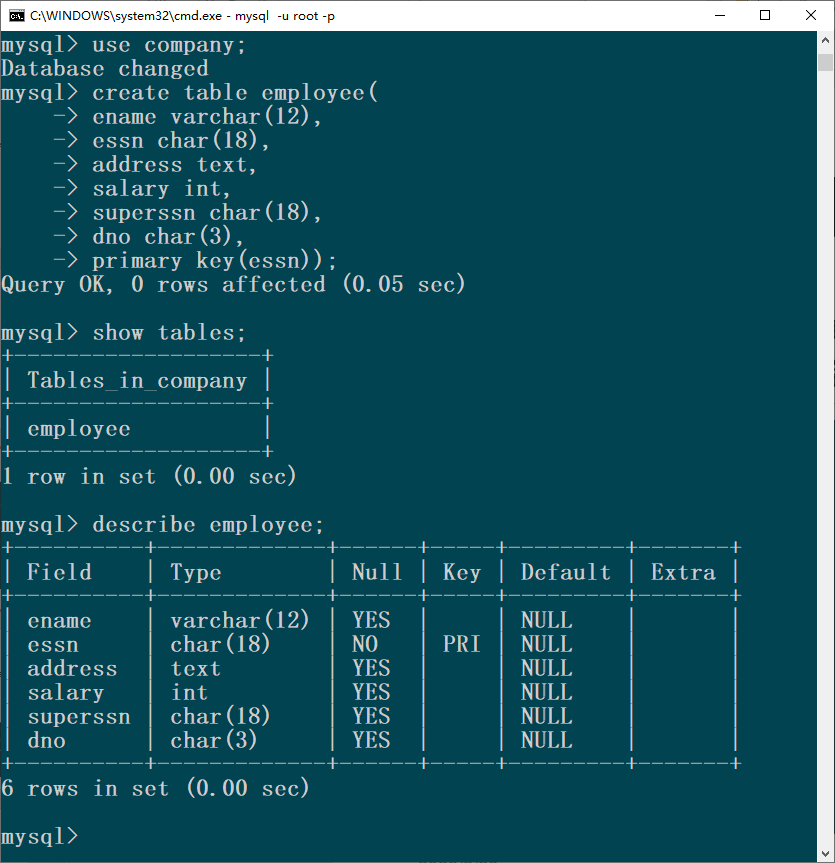 C:\WINDOWS\system32\cmd.exe - mysql  -u root -p
mysql> use company;
Database changed
mysql> create table employee(
    -> ename varchar(12),
    -> essn char(18),
    -> address text,
    -> salary int,
    -> superssn char(18),
    -> dno char(3),
    -> primary key(essn));
Query OK, 0 rows affected (0.05 sec)
mysql> show tables;
+-------------------+
| Tables_in_company |
+-------------------+
| employee          |
+-------------------+
1 row in set (0.00 sec)
mysql> describe employee;
+----------+-------------+------+-----+---------+-------+
| Field    | Type        | Null | Key | Default | Extra |
+----------+-------------+------+-----+---------+-------+
| ename    | varchar(12) | YES  |     | NULL    |       |
| essn     | char(18)    | NO   | PRI | NULL    |       |
| address  | text        | YES  |     | NULL    |       |
| salary   | int         | YES  |     | NULL    |       |
| superssn | char(18)    | YES  |     | NULL    |       |
| dno      | char(3)     | YES  |     | NULL    |       |
+----------+-------------+------+-----+---------+-------+
6 rows in set (0.00 sec)
mysql>